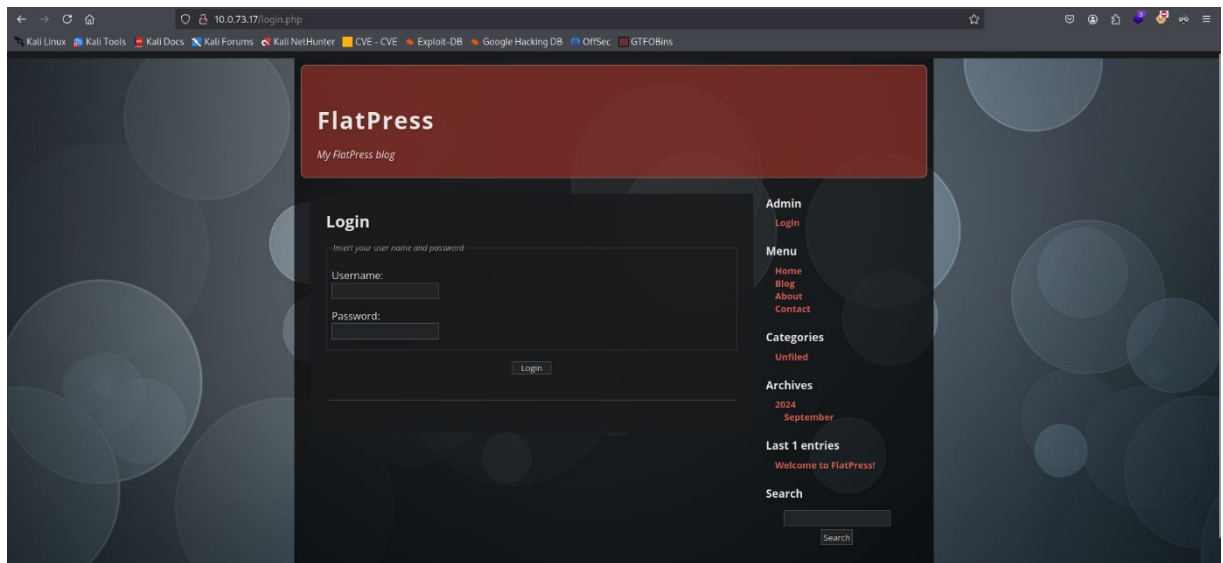 10.0.73.17/login.php
Kali Linux Kali Tools Kali Docs Kali Forums Kali NetHunter CVE - CVE Exploit-DB Google Hacking DB OffSec GTFOBins
FlatPress
My FlatPress blog
Login
Insert your user name and password
Username:
Password:
Login
Admin
Login
Menu
Home
Blog
About
Contact
Categories
Unfiled
Archives
2024
September
Last 1 entries
Welcome to FlatPress!
Search
Search